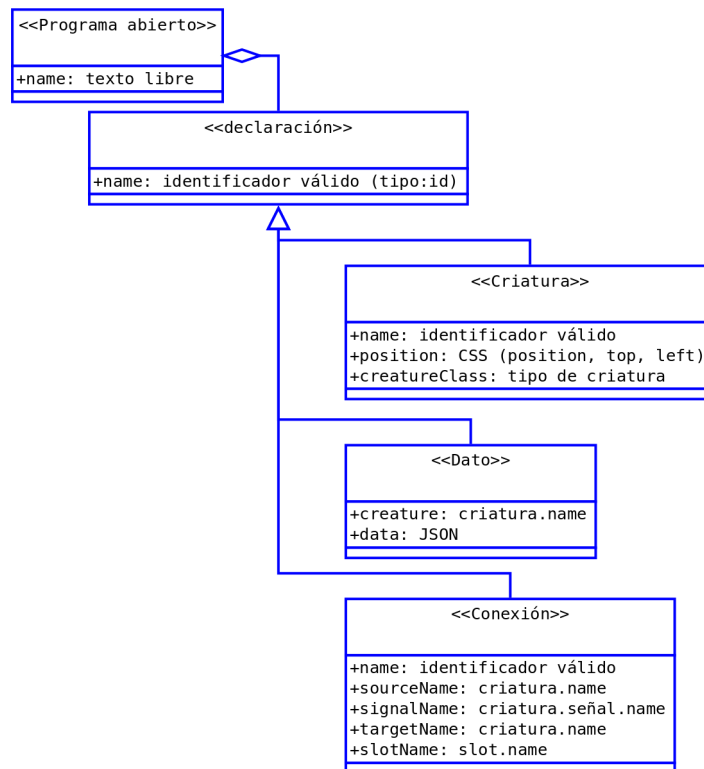 <<Programa abierto>>
+name: texto libre
<<declaración>>
+name: identificador válido (tipo:id)
<<Criatura>>
+name: identificador válido
+position: CSS (position, top, left)
+creatureClass: tipo de criatura
<<Dato>>
+creature: criatura.name
+data: JSON
<<Conexión>>
+name: identificador válido
+sourceName: criatura.name
+signalName: criatura.señal.name
+targetName: criatura.name
+slotName: slot.name